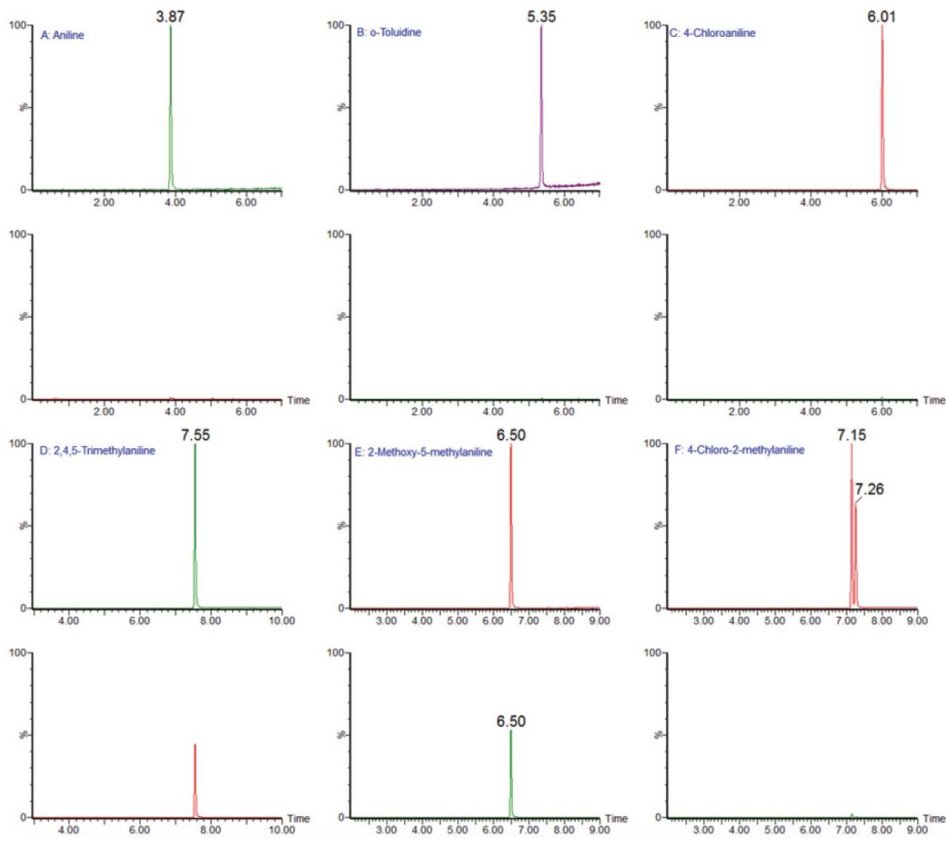 3.87 5.35 6.01
100 100 100
A: Aniline B: o-Toluidine C: 4-Chloroaniline
% % %
0 0 0
2.00 4.00 6.00 2.00 4.00 6.00 2.00 4.00 6.00
100 100 100
% % %
0 Time 0 Time 0 Time
2.00 4.00 6.00 2.00 4.00 6.00 2.00 4.00 6.00
7.55 6.50 7.15
100 100 100
D: 2,4,5-Trimethylaniline E: 2-Methoxy-5-methylaniline F: 4-Chloro-2-methylaniline
7.26
% % %
0 0 0
4.00 6.00 8.00 10.00 3.00 4.00 5.00 6.00 7.00 8.00 9.00 3.00 4.00 5.00 6.00 7.00 8.00 9.00
100 100 100
6.50
% % %
0 Time 0 Time 0 Time
4.00 6.00 8.00 10.00 3.00 4.00 5.00 6.00 7.00 8.00 9.00 3.00 4.00 5.00 6.00 7.00 8.00 9.00